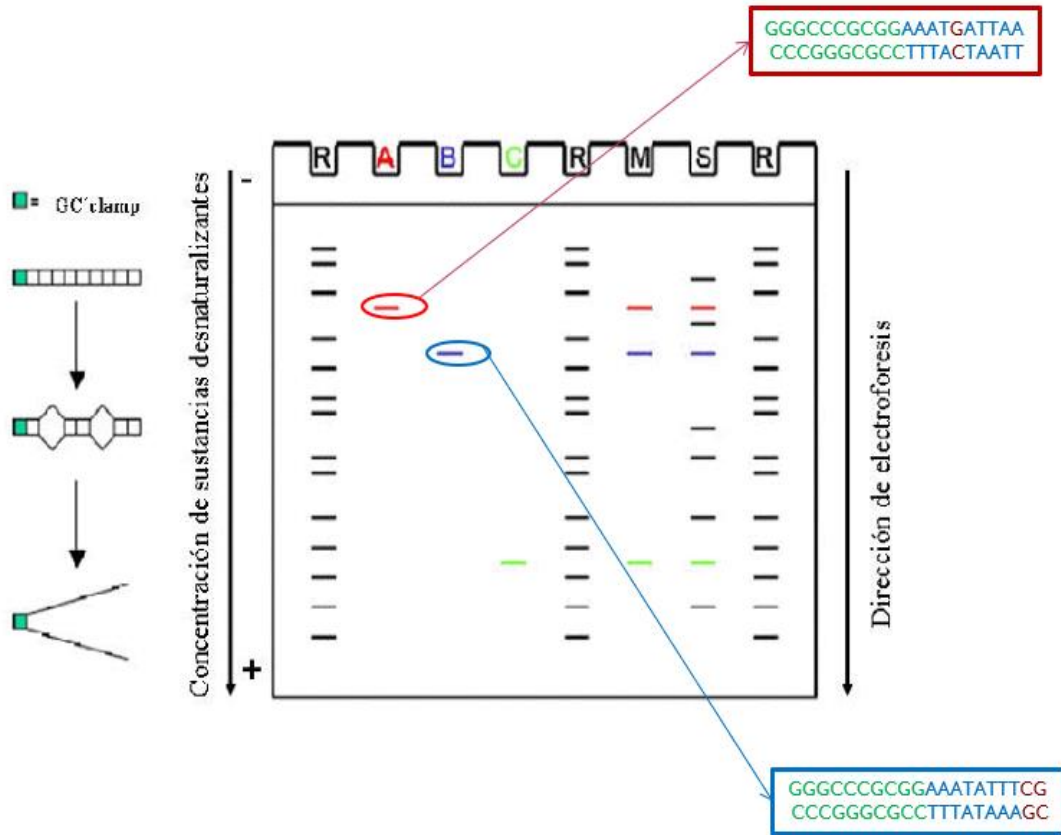 GGGCCCGCGGAAATGATTAA
CCCGGGCGCCTTTACTAATT
R A B C R M S R
-
= GC´clamp
Concentración de sustancias desnaturalizantes
Dirección de electroforesis
+
GGGCCCGCGGAAATATTTCG
CCCGGGCGCCTTTATAAAGC